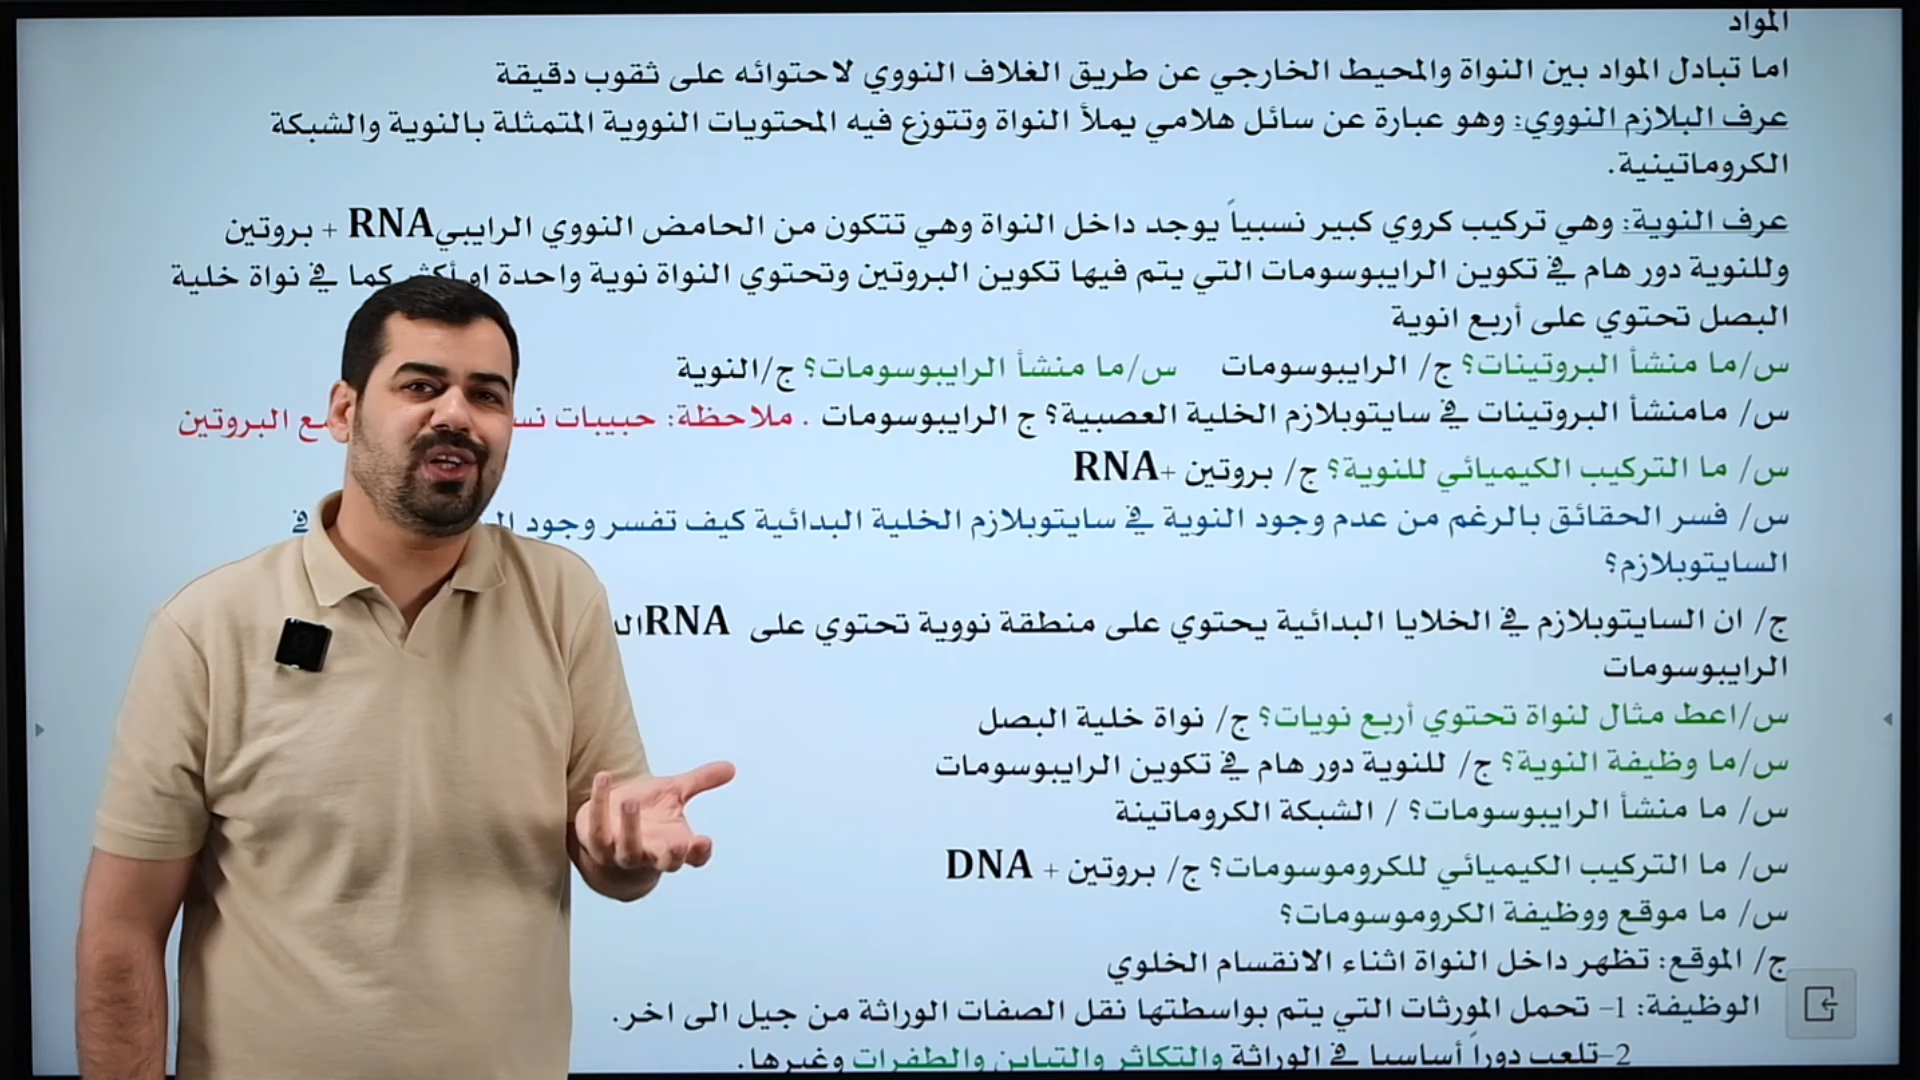 المواد
اما تبادل المواد بين النواة والمحيط الخارجي عن طريق الغلاف النووي لاحتوائه على ثقوب دقيقة
عرف البلازم النووي: وهو عبارة عن سائل هلامي يملأ النواة وتتوزع فيه المحتويات النووية المتمثلة بالنوية والشبكة
الكروماتينية.
عرف النوية: وهي تركيب كروي كبير نسبياً يوجد داخل النواة وهي تتكون من الحامض النووي الرايبي RNA + بروتين
وللنوية دور هام في تكوين الرايبوسومات التي يتم فيها تكوين البروتين وتحتوي النواة نوية واحدة او أكثر كما في نواة خلية
البصل تحتوي على أربع انوية
س/ما منشأ البروتينات؟ ج/ الرايبوسومات س/ما منشأ الرايبوسومات؟ ج/النوية
س/ مامنشأ البروتينات في سايتوبلازم الخلية العصبية؟ ج الرايبوسومات . ملاحظة: حبيبات البروتين
س/ ما التركيب الكيميائي للنوية؟ ج/ بروتين +RNA
س/ فسر الحقائق بالرغم من عدم وجود النوية في سايتوبلازم الخلية البدائية كيف تفسر وجود في
السايتوبلازم؟
ج/ ان السايتوبلازم في الخلايا البدائية يحتوي على منطقة نووية تحتوي على RNA
الرايبوسومات
س/اعط مثال لنواة تحتوي أربع نويات؟ ج/ نواة خلية البصل
س/ما وظيفة النوية؟ ج/ للنوية دور هام في تكوين الرايبوسومات
س/ ما منشأ الرايبوسومات؟ / الشبكة الكروماتينة
س/ ما التركيب الكيميائي للكروموسومات؟ ج/ بروتين + DNA
س/ ما موقع ووظيفة الكروموسومات؟
ج/ الموقع: تظهر داخل النواة اثناء الانقسام الخلوي
الوظيفة: 1- تحمل المورثات التي يتم بواسطتها نقل الصفات الوراثة من جيل الى اخر.
2-تلعب دوراً أساسيا في الوراثة والتكاثر والتباين والطفرات وغيرها.